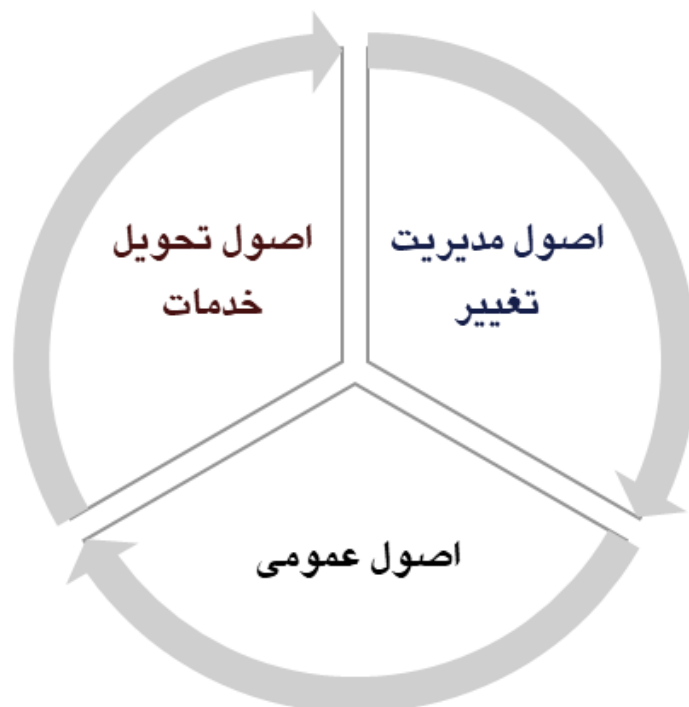 اصول مدیریت
تغییر
اصول تحویل
خدمات
اصول عمومی